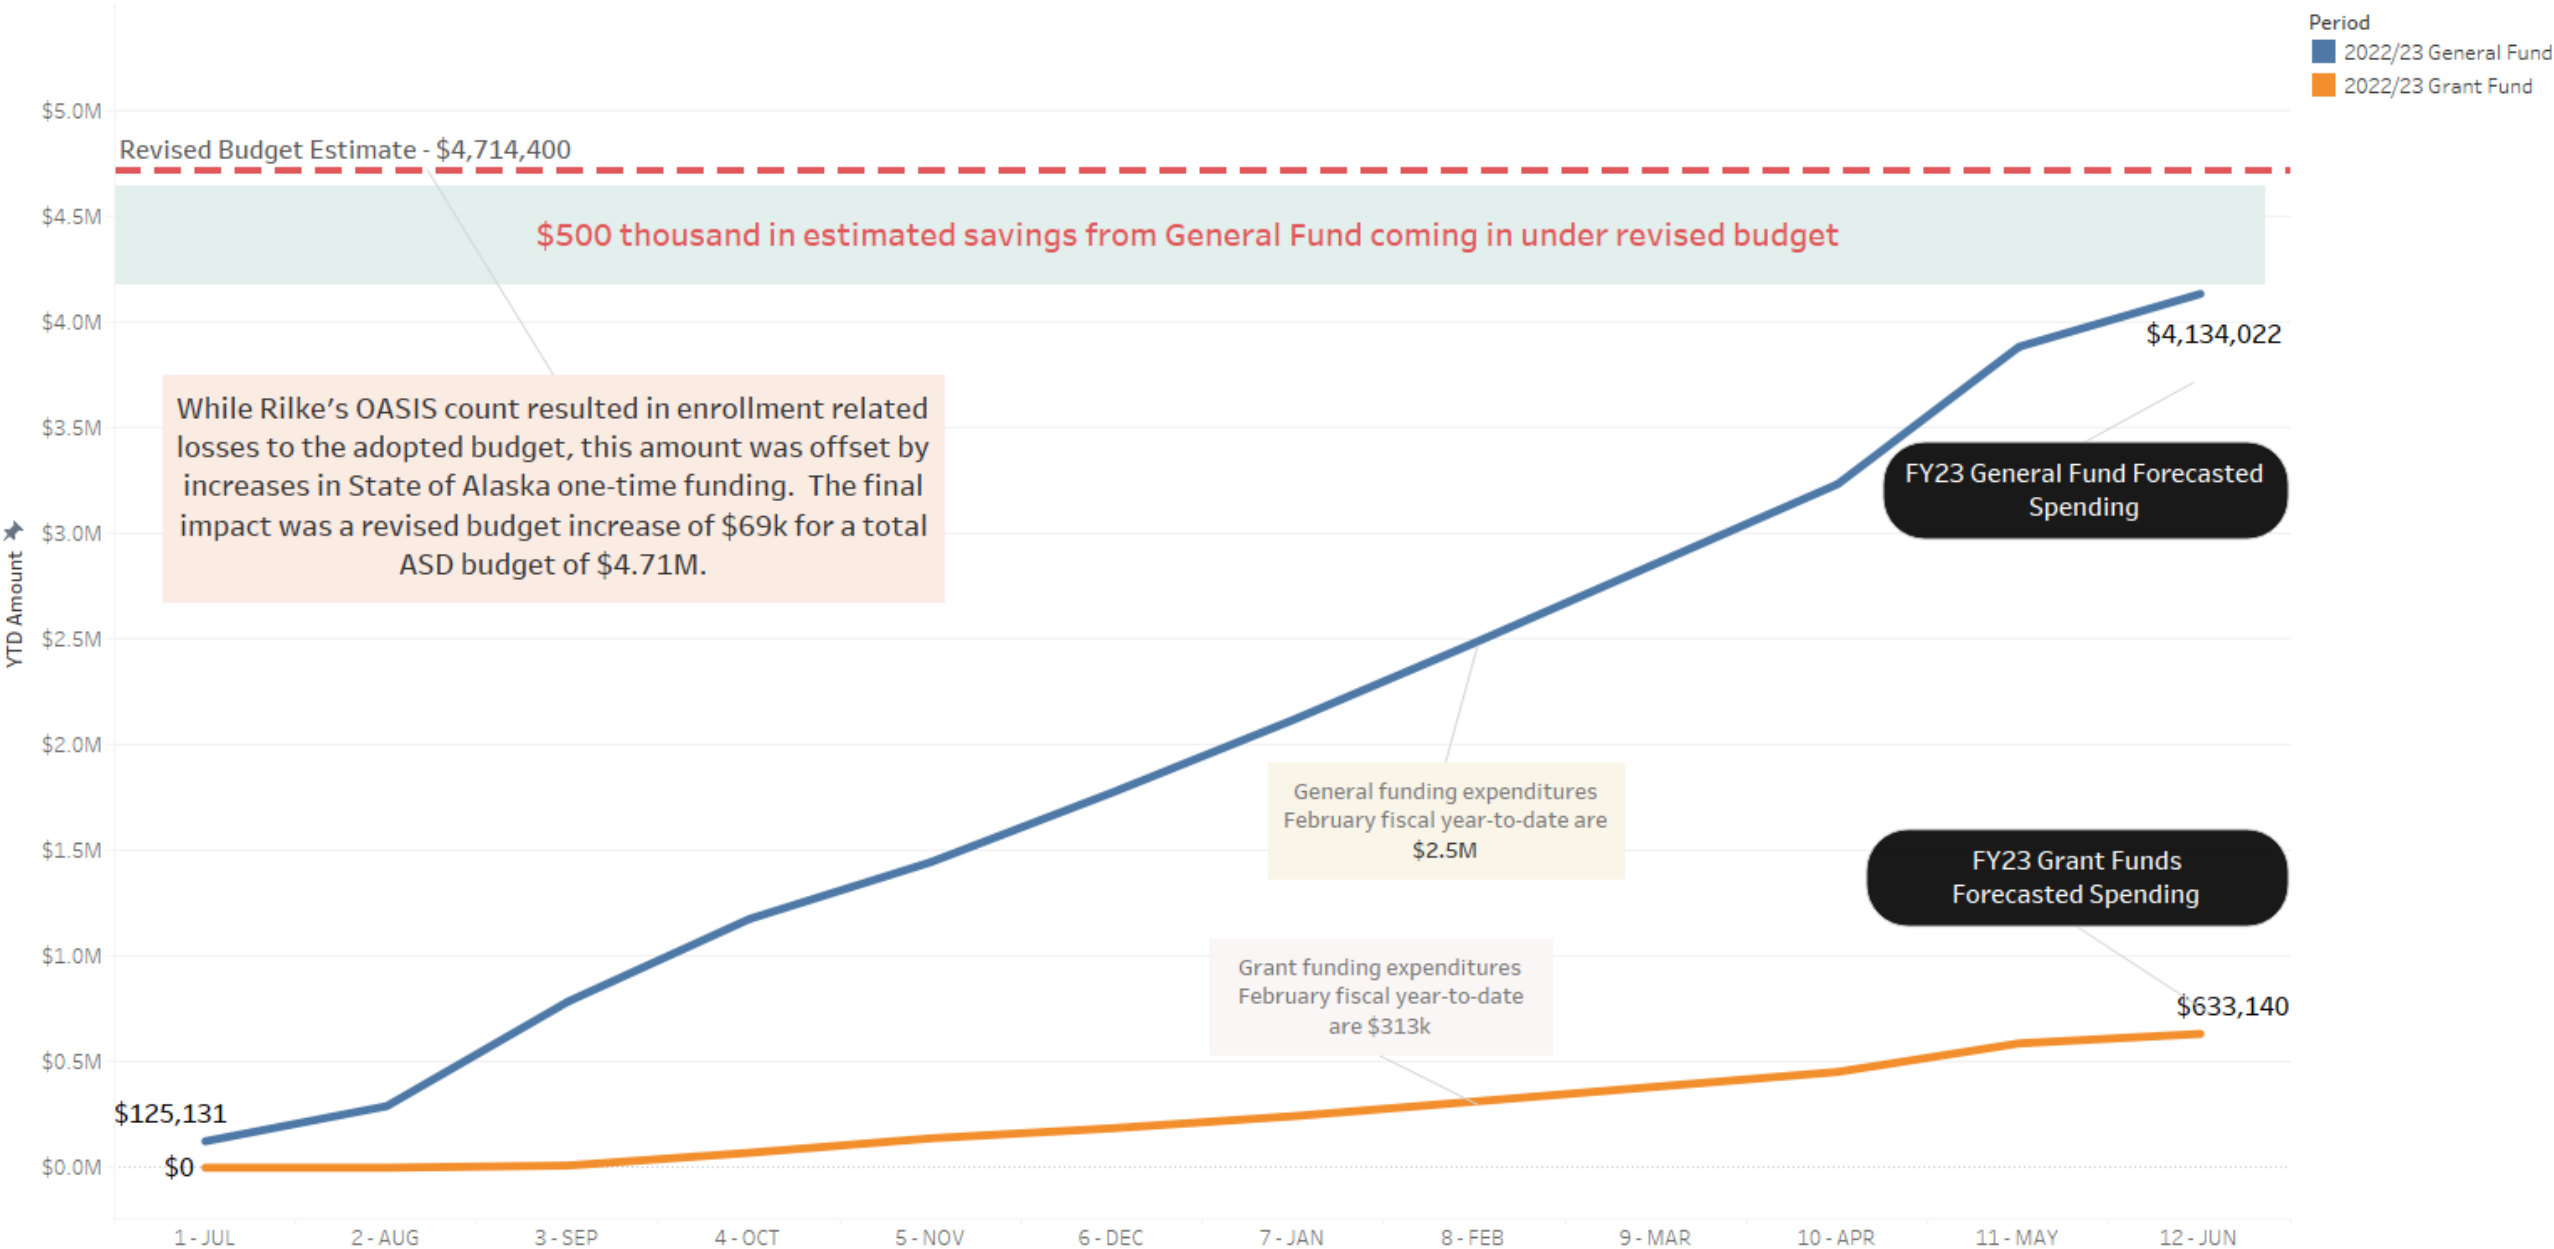 Period
2022/23 General Fund
2022/23 Grant Fund
$5.0M
Revised Budget Estimate - $4,714,400
$4.5M
$500 thousand in estimated savings from General Fund coming in under revised budget
$4.0M
$4,134,022
While Rilke's OASIS count resulted in enrollment related
losses to the adopted budget, this amount was offset by
increases in State of Alaska one-time funding.  The final
impact was a revised budget increase of $69k for a total
ASD budget of $4.71M.
$3.5M
FY23 General Fund Forecasted
Spending
$3.0M
YTD Amount
$2.5M
$2.0M
General funding expenditures
February fiscal year-to-date are
$2.5M
$1.5M
FY23 Grant Funds
Forecasted Spending
$1.0M
Grant funding expenditures
February fiscal year-to-date
are $313k
$633,140
$0.5M
$125,131
$0.0M
$0
1 - JUL
2 - AUG
3 - SEP
4 - OCT
5 - NOV
6 - DEC
7 - JAN
8 - FEB
9 - MAR
10 - APR
11 - MAY
12 - JUN